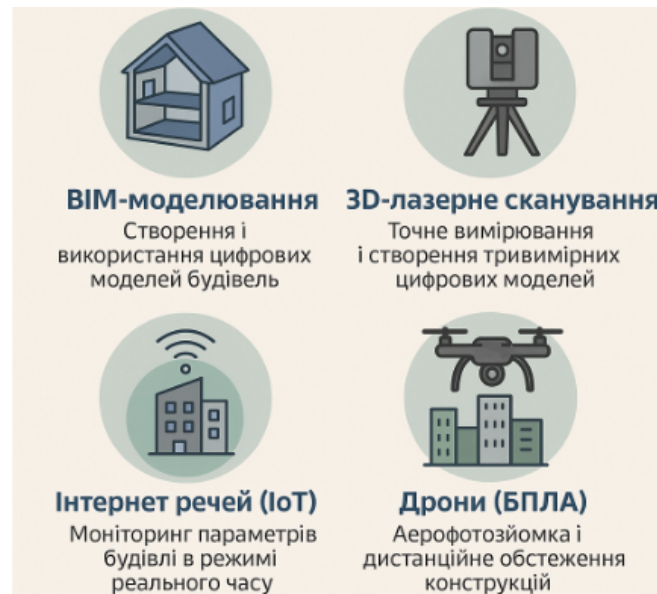 BIM-моделювання
Створення і
використання цифрових
моделей будівель
3D-лазерне сканування
Точне вимірювання
і створення тривимірних
цифрових моделей
Інтернет речей (IoT)
Моніторинг параметрів
будівлі в режимі
реального часу
Дрони (БПЛА)
Аерофотозйомка і
дистанційне обстеження
конструкцій